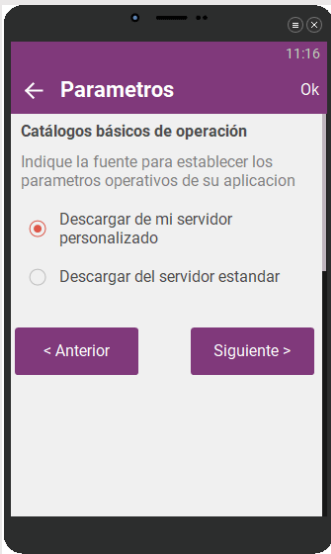 11:16
Parametros
Ok
Catálogos básicos de operación
Indique la fuente para establecer los
parametros operativos de su aplicacion
Descargar de mi servidor
personalizado
Descargar del servidor estandar
< Anterior
Siguiente >